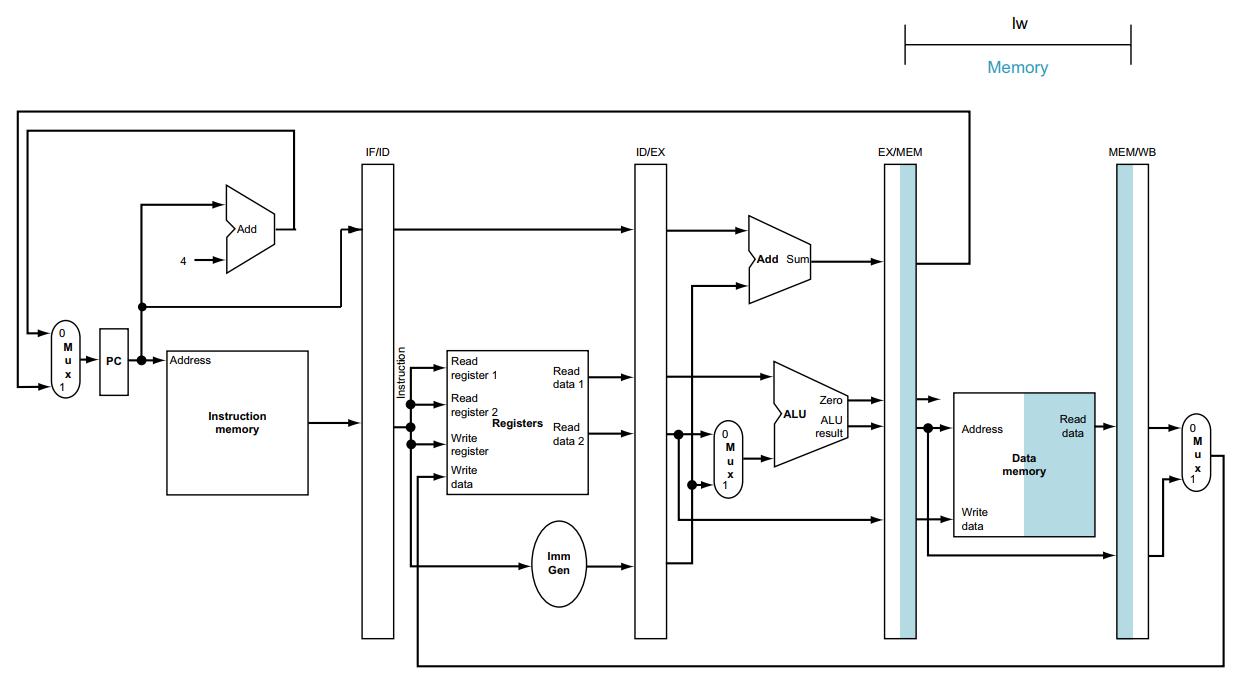 lw
Memory
IF/ID
ID/EX
EX/MEM
MEM/WB
Add
4
0
M
u
x
1
PC
Address
Instruction
memory
Instruction
Read
register 1
Read
register 2
Write
register
Write
data
Registers
Read
data 1
Read
data 2
Imm
Gen
Add Sum
0
M
u
x
1
ALU
Zero
ALU
result
Address
Write
data
Data
memory
Read
data
0
M
u
x
1